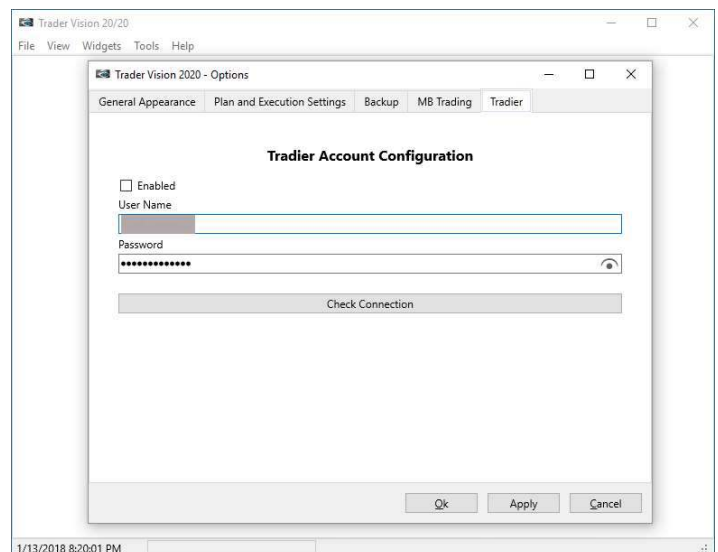 Trader Vision 20/20
File View Widgets Tools Help
Trader Vision 2020 - Options
General Appearance Plan and Execution Settings Backup MB Trading Tradier
Tradier Account Configuration
Enabled
User Name
Password
•••••••••••••
Check Connection
Ok Apply Cancel
1/13/2018 8:20:01 PM